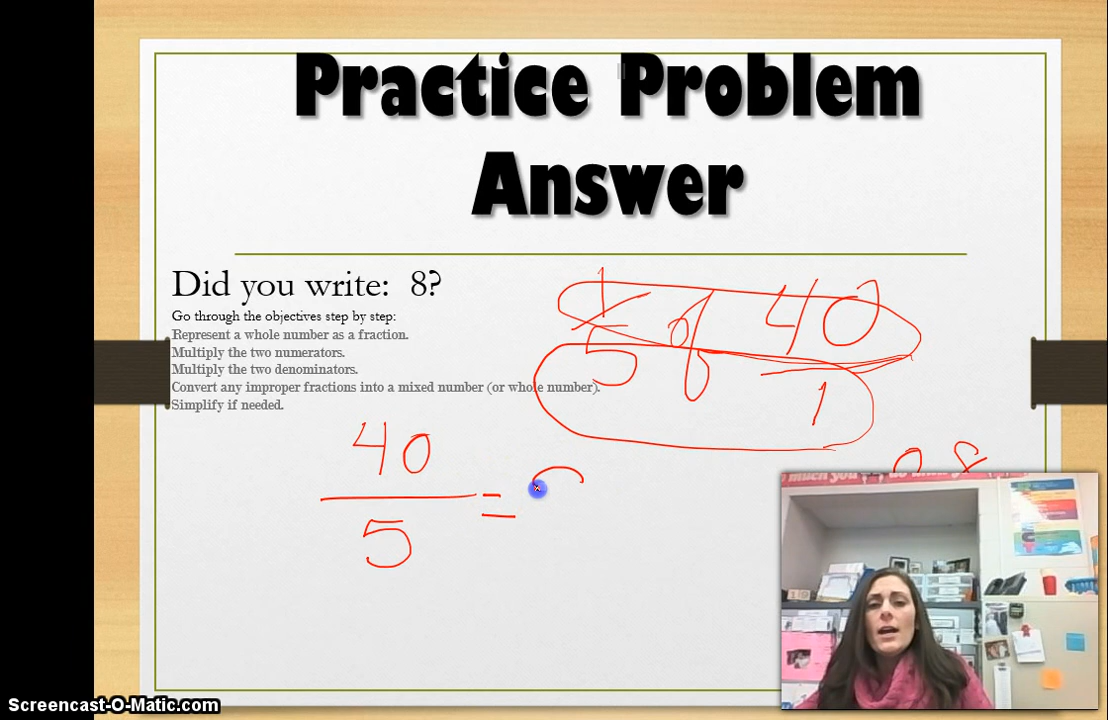 Practice Problem
Answer
Did you write:  8?
Go through the objectives step by step:
Represent a whole number as a fraction.
Multiply the two numerators.
Multiply the two denominators.
Convert any improper fractions into a mixed number (or whole number).
Simplify if needed.
1 of 40
5 1
40
5
=
08
Screencast-O-Matic.com